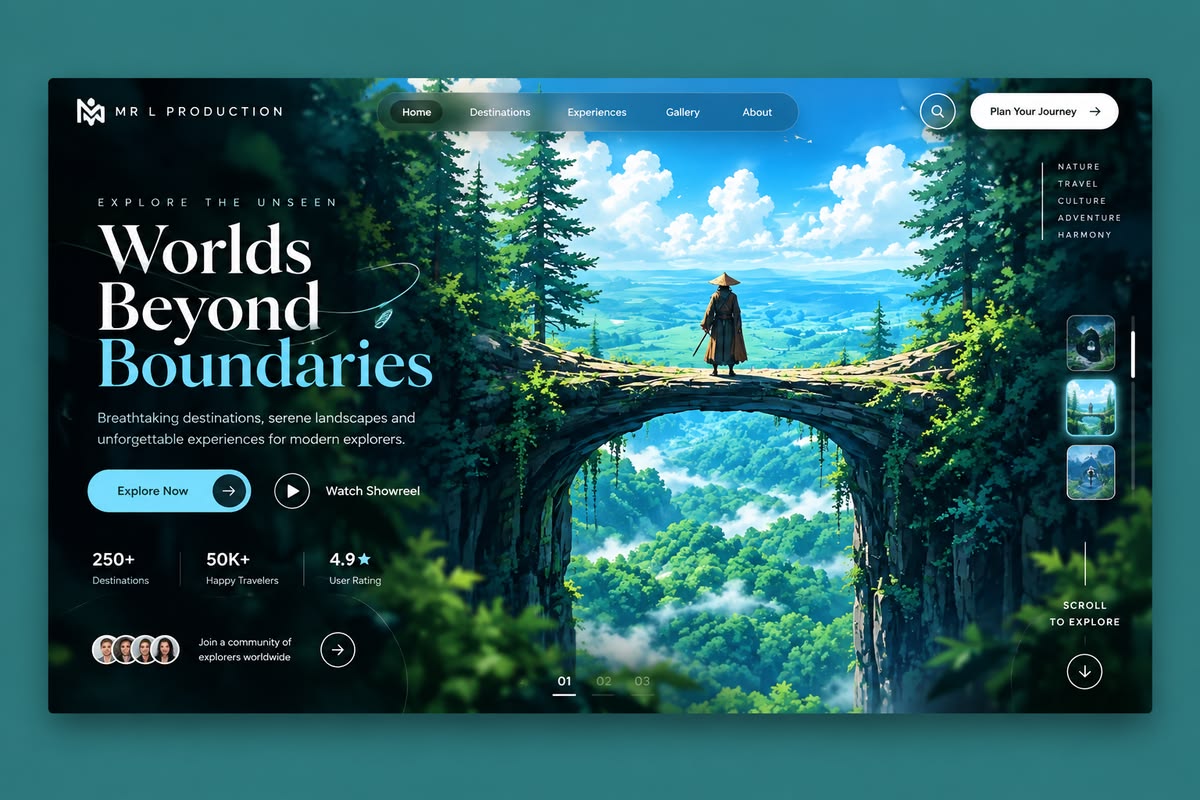 MR L PRODUCTION
Home
Destinations
Experiences
Gallery
About
Plan Your Journey
NATURE
TRAVEL
CULTURE
ADVENTURE
HARMONY
EXPLORE THE UNSEEN
Worlds
Beyond
Boundaries
Breathtaking destinations, serene landscapes and
unforgettable experiences for modern explorers.
Explore Now
Watch Showreel
250+
Destinations
50K+
Happy Travelers
4.9
User Rating
Join a community of
explorers worldwide
01
02
03
SCROLL
TO EXPLORE